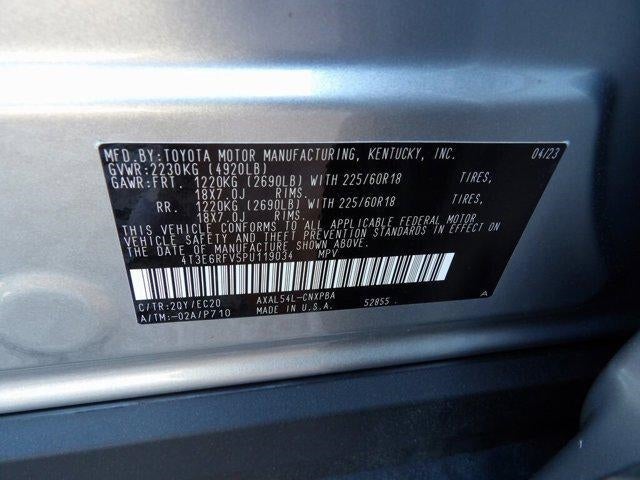 MFD.BY:TOYOTA MOTOR MANUFACTURING, KENTUCKY, INC. 04/23
GVWR:2230KG (4920LB)
GAWR:FRT. 1220KG (2690LB) WITH 225/60R18 TIRES,
18X7.0J RIMS.
RR. 1220KG (2690LB) WITH 225/60R18 TIRES,
18X7.0J RIMS.
THIS VEHICLE CONFORMS TO ALL APPLICABLE FEDERAL MOTOR
VEHICLE SAFETY AND THEFT PREVENTION STANDARDS IN EFFECT ON
THE DATE OF MANUFACTURE SHOWN ABOVE.
4T3E6RFV5PU119034 MPV
C/TR:2QY/EC20 AXAL54L-CNXPBA A
A/TM:-02A/P710 MADE IN U.S.A. 52855